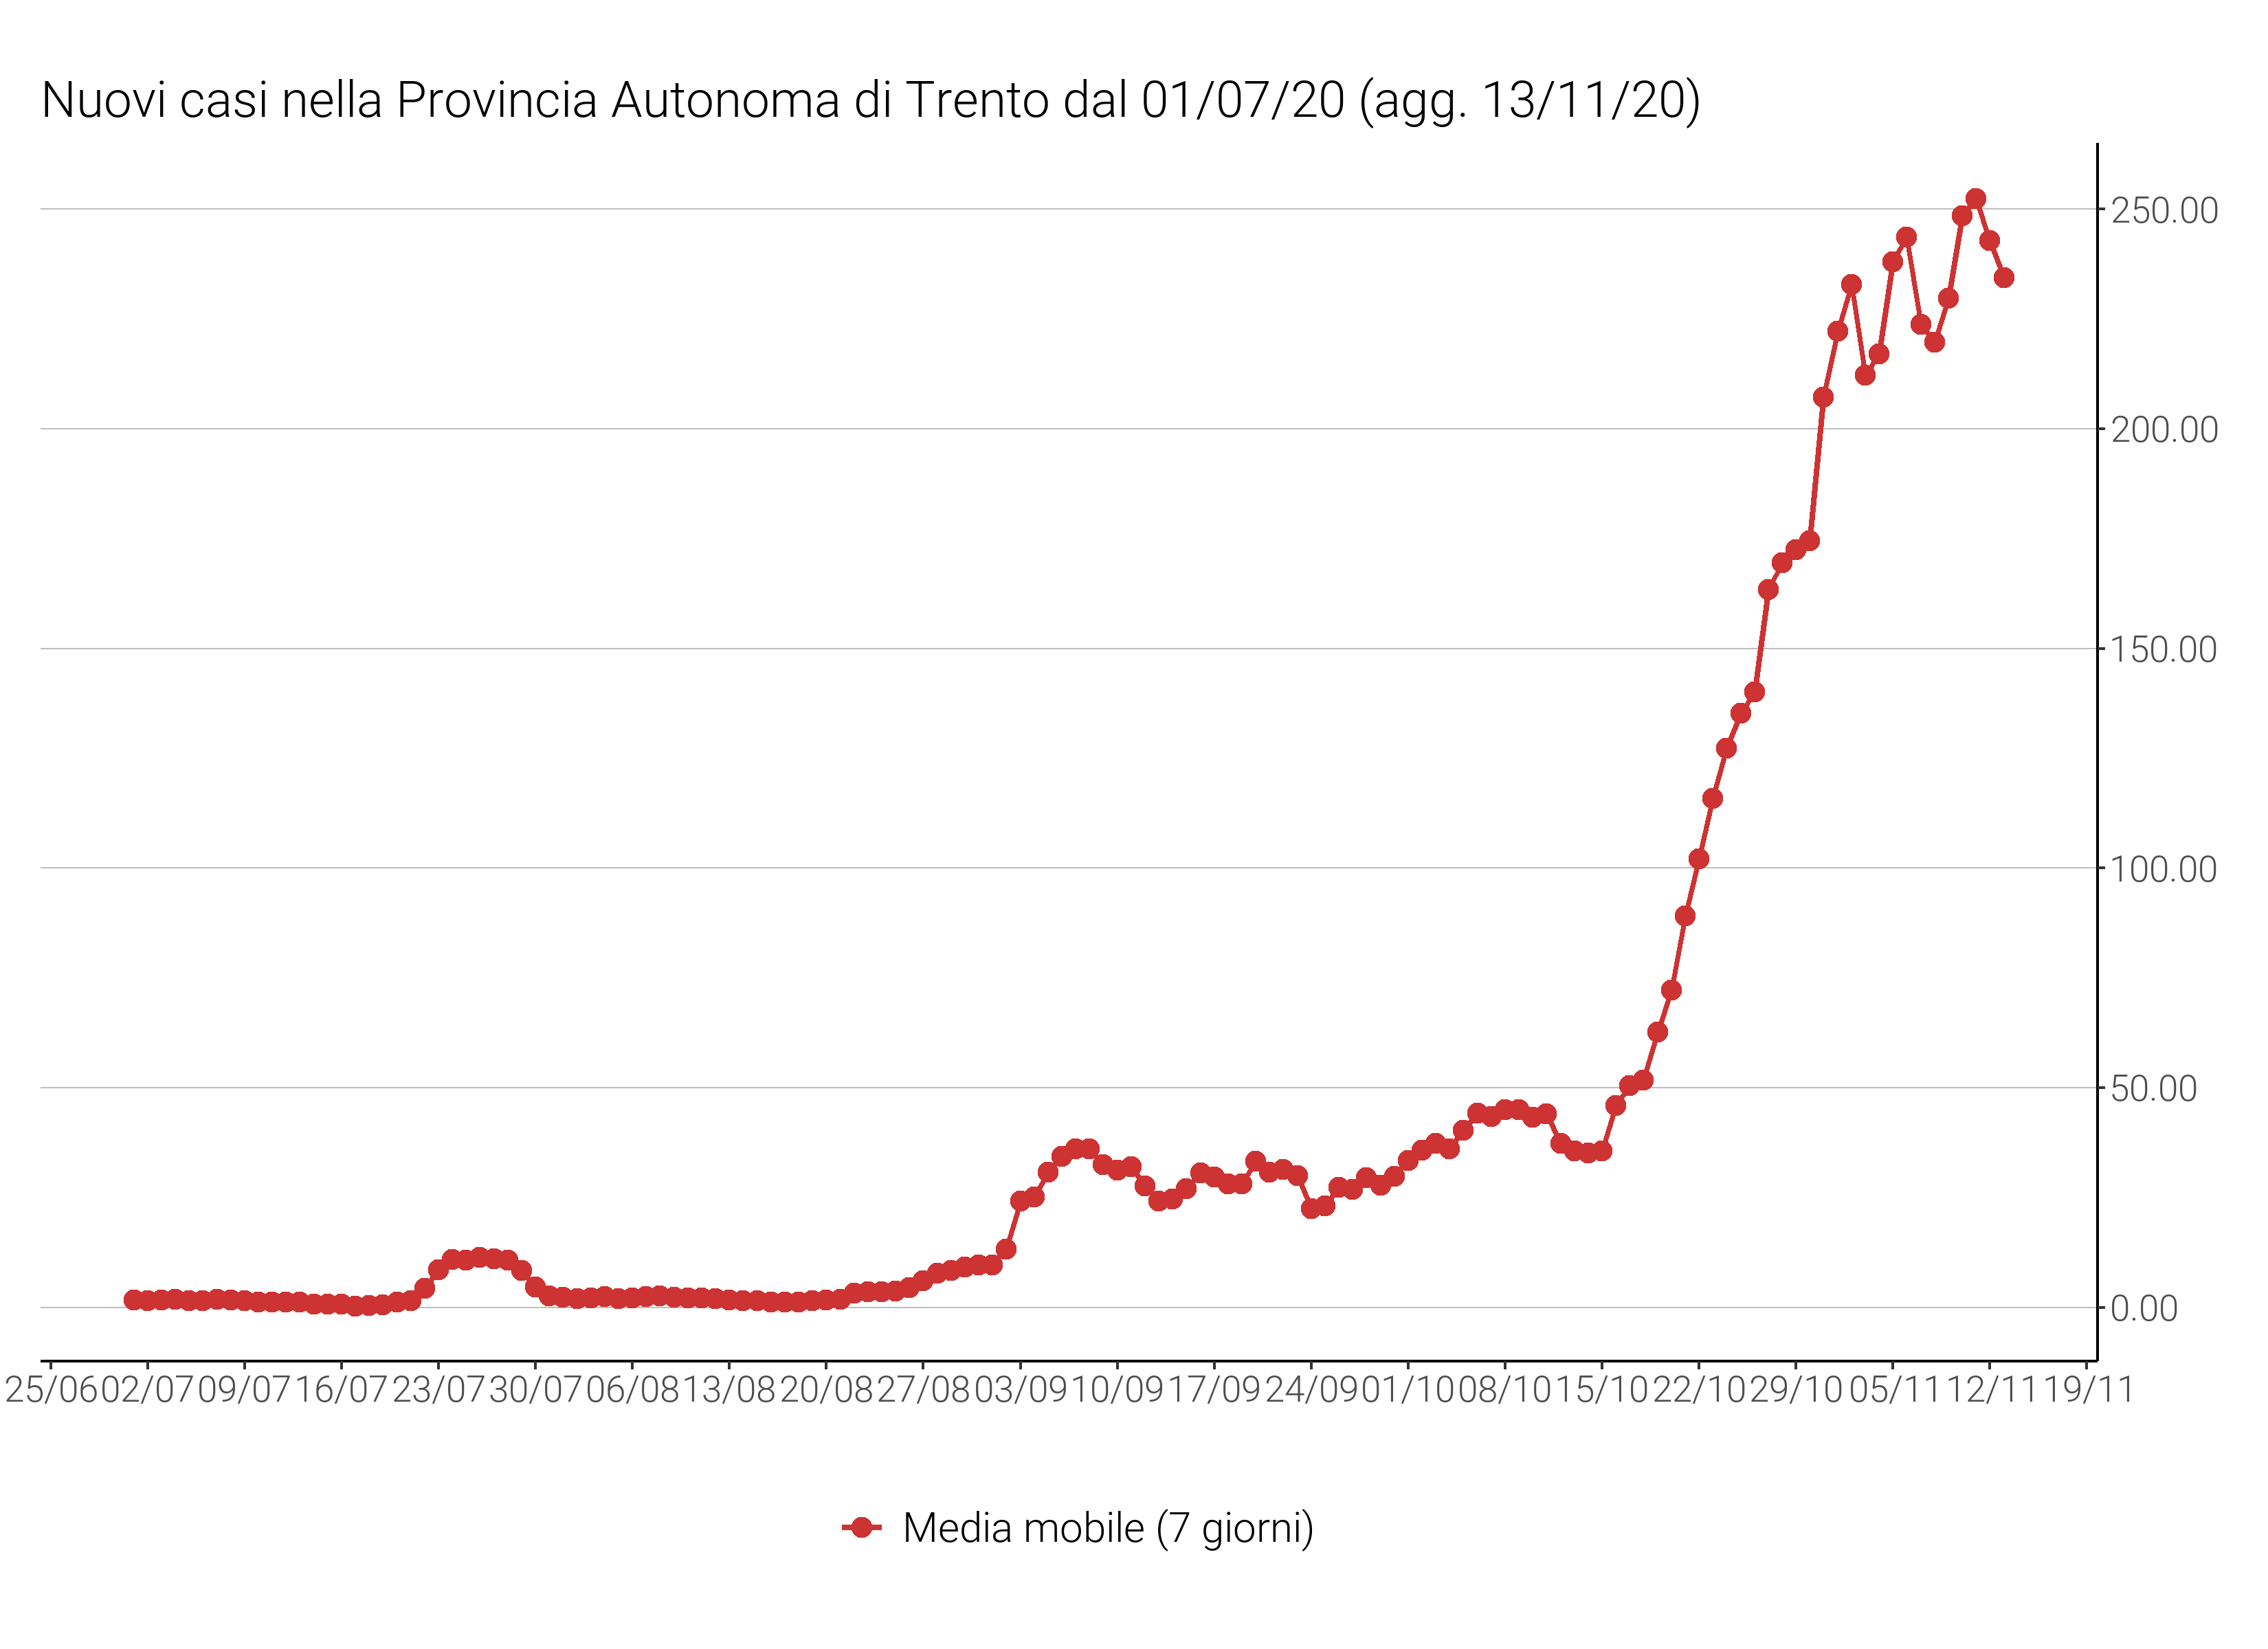 Nuovi casi nella Provincia Autonoma di Trento dal 01/07/20 (agg. 13/11/20)
250.00
200.00
150.00
100.00
50.00
0.00
25/06 02/07 09/07 16/07 23/07 30/07 06/08 13/08 20/08 27/08 03/09 10/09 17/09 24/09 01/10 08/10 15/10 22/10 29/10 05/11 12/11 19/11
Media mobile (7 giorni)